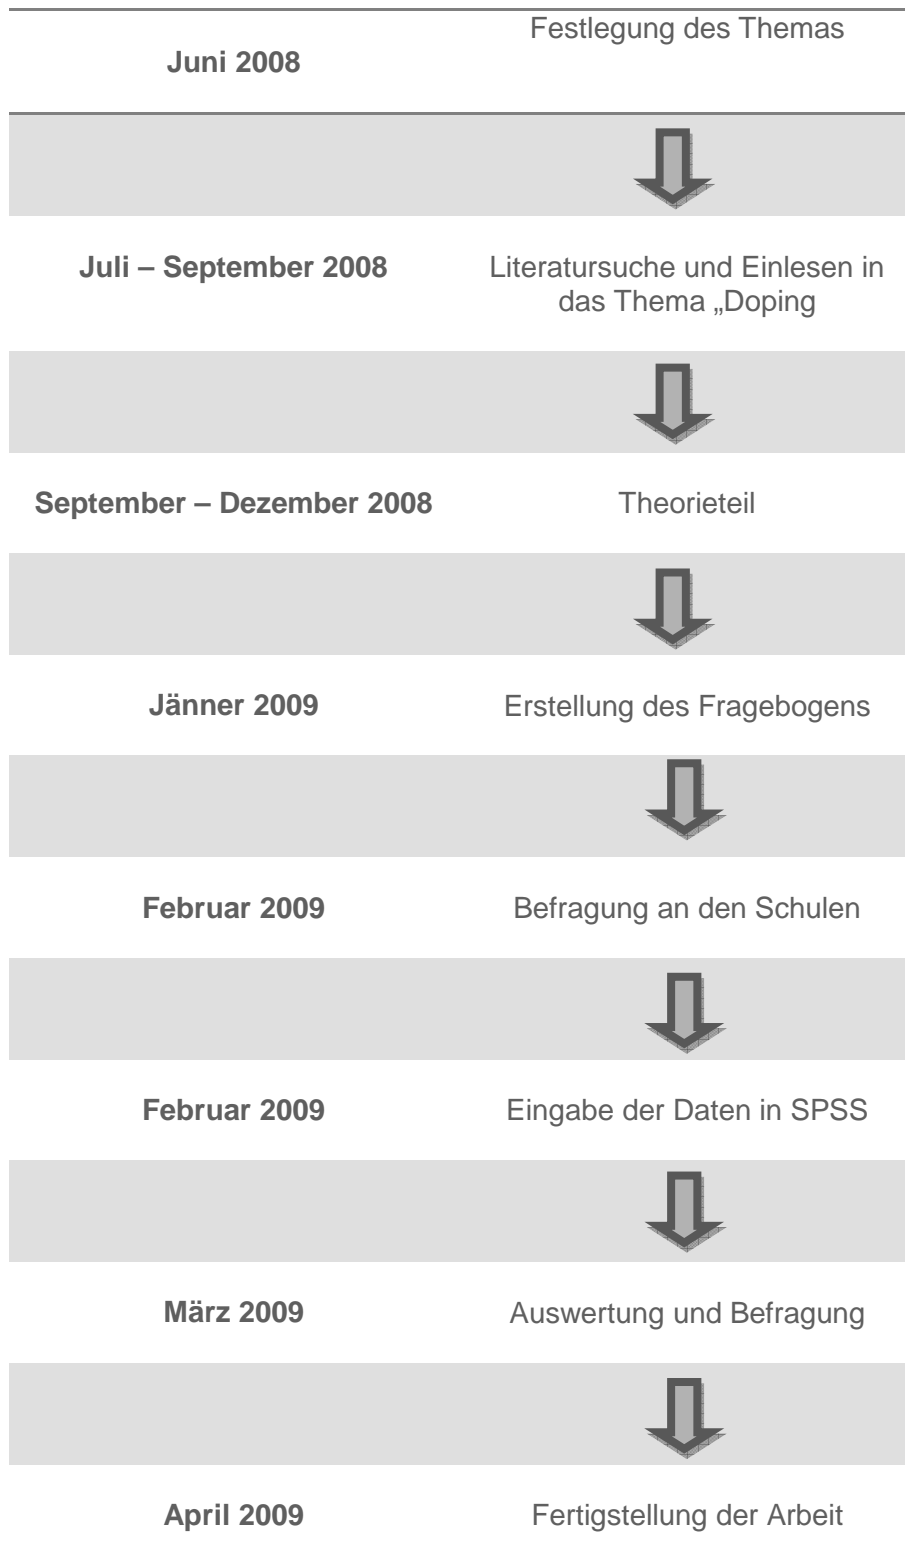 Festlegung des Themas
Juni 2008
Juli – September 2008
Literatursuche und Einlesen in
das Thema „Doping
September – Dezember 2008
Theorieteil
Jänner 2009
Erstellung des Fragebogens
Februar 2009
Befragung an den Schulen
Februar 2009
Eingabe der Daten in SPSS
März 2009
Auswertung und Befragung
April 2009
Fertigstellung der Arbeit